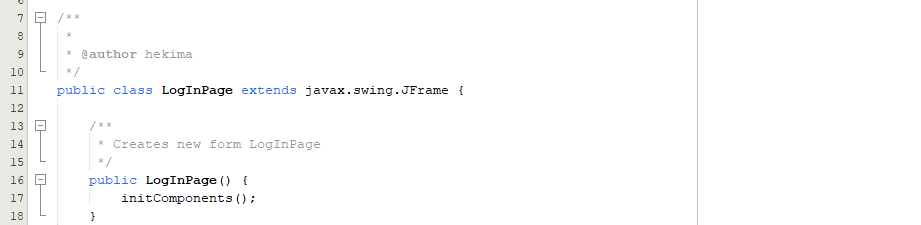 7 /**
8 *
9 * @author hekima
10 */
11 public class LogInPage extends javax.swing.JFrame {
12
13 /**
14 * Creates new form LogInPage
15 */
16 public LogInPage() {
17 initComponents();
18 }